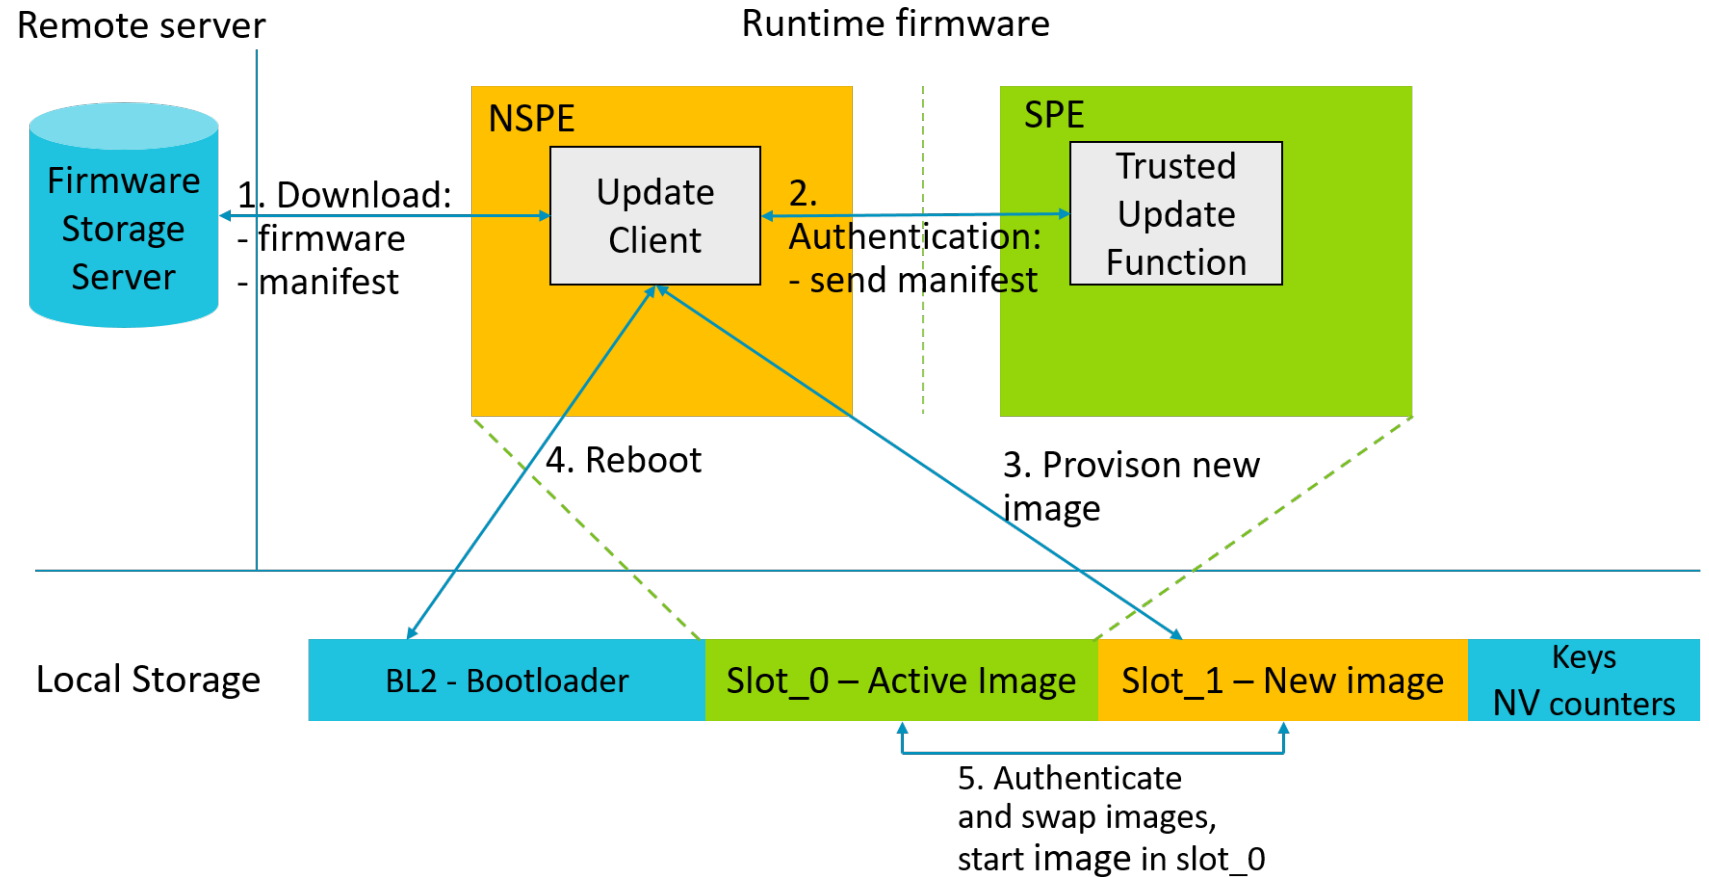 Remote server
Runtime firmware
Firmware
Storage
Server
1. Download:
- firmware
- manifest
NSPE
Update
Client
2.
Authentication:
- send manifest
SPE
Trusted
Update
Function
4. Reboot
3. Provison new
image
Local Storage
BL2 - Bootloader
Slot_0 – Active Image
Slot_1 – New image
Keys
NV counters
5. Authenticate
and swap images,
start image in slot_0